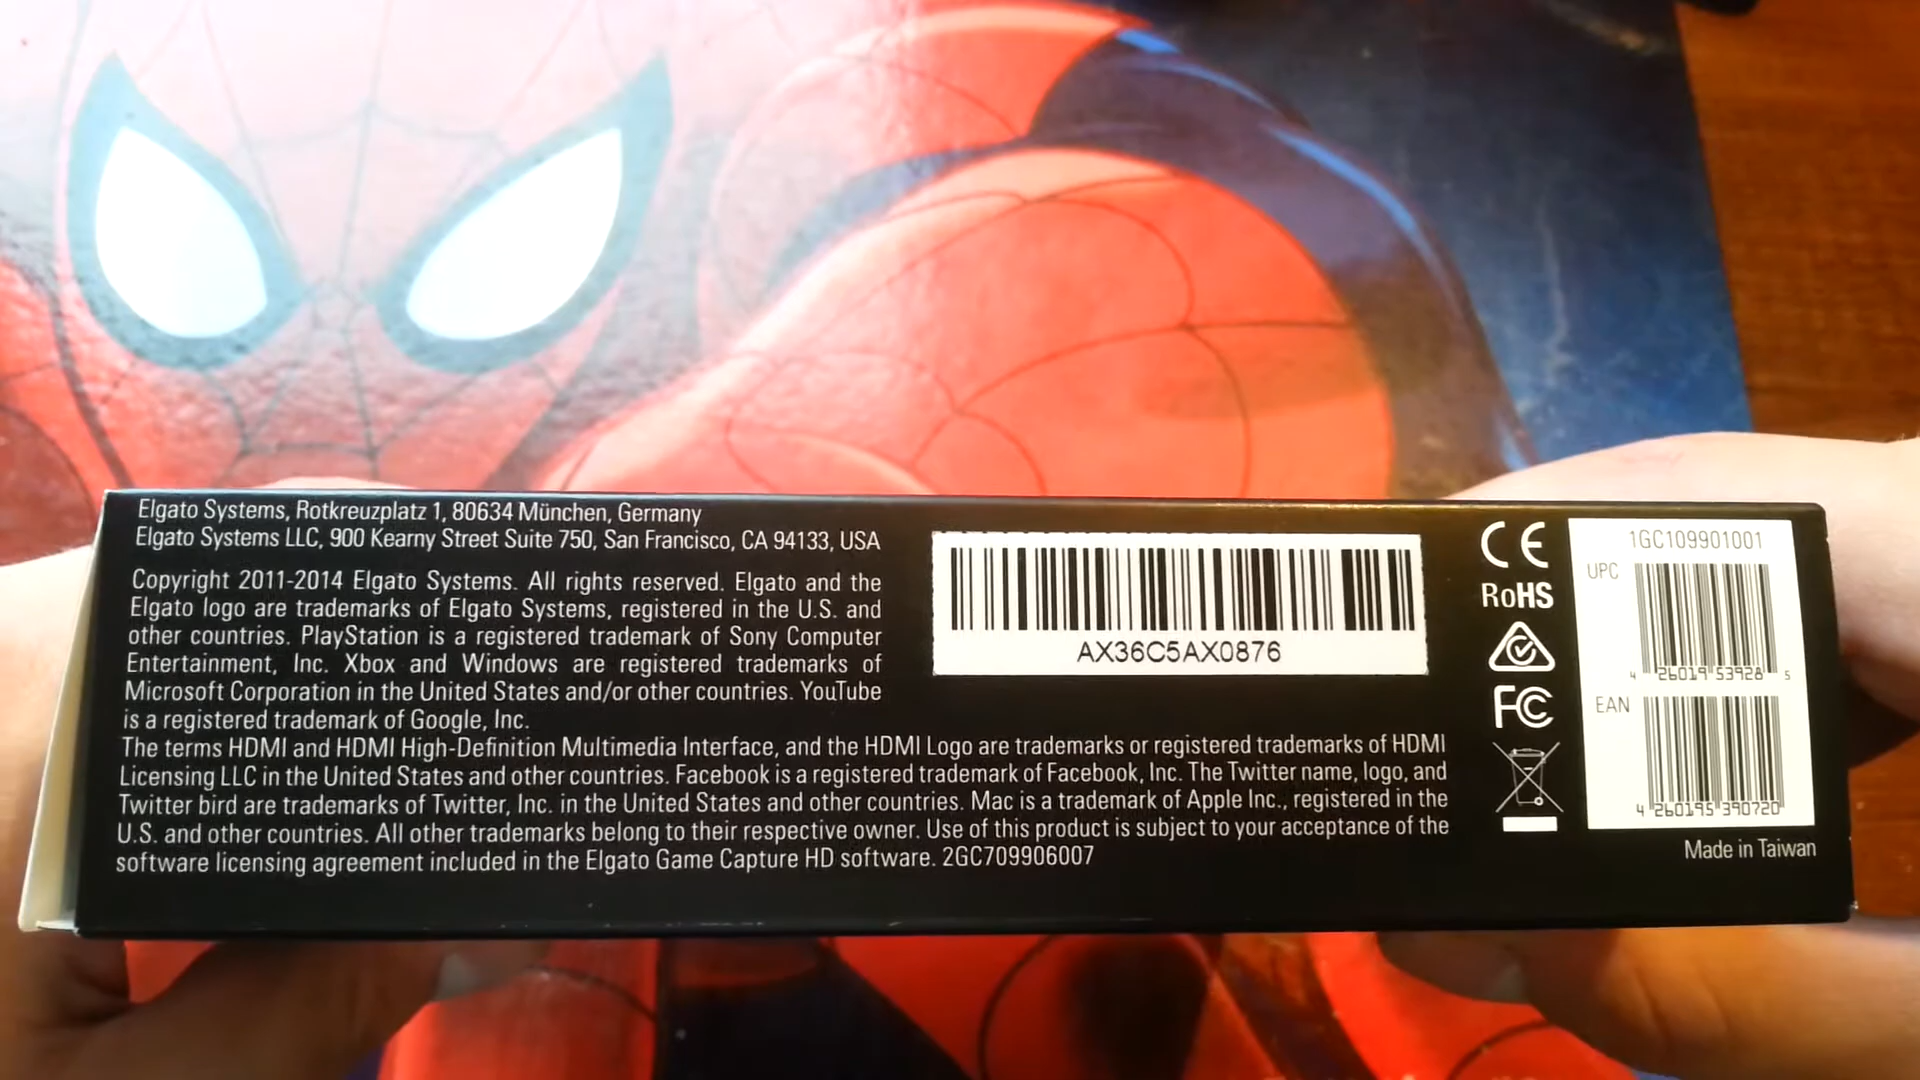 Elgato Systems, Rotkreuzplatz 1, 80634 München, Germany
Elgato Systems LLC, 900 Kearny Street Suite 750, San Francisco, CA 94133, USA
Copyright 2011-2014 Elgato Systems. All rights reserved. Elgato and the
Elgato logo are trademarks of Elgato Systems, registered in the U.S. and
other countries. PlayStation is a registered trademark of Sony Computer
Entertainment, Inc. Xbox and Windows are registered trademarks of
Microsoft Corporation in the United States and/or other countries. YouTube
is a registered trademark of Google, Inc.
The terms HDMI and HDMI High-Definition Multimedia Interface, and the HDMI Logo are trademarks or registered trademarks of HDMI
Licensing LLC in the United States and other countries. Facebook is a registered trademark of Facebook, Inc. The Twitter name, logo, and
Twitter bird are trademarks of Twitter, Inc. in the United States and other countries. Mac is a trademark of Apple Inc., registered in the
U.S. and other countries. All other trademarks belong to their respective owner. Use of this product is subject to your acceptance of the
software licensing agreement included in the Elgato Game Capture HD software. 2GC709906007
AX36C5AX0876
CE
RoHS
FC
1GC109901001
UPC
4 26019 53928 5
EAN
4 260195 390720
Made in Taiwan